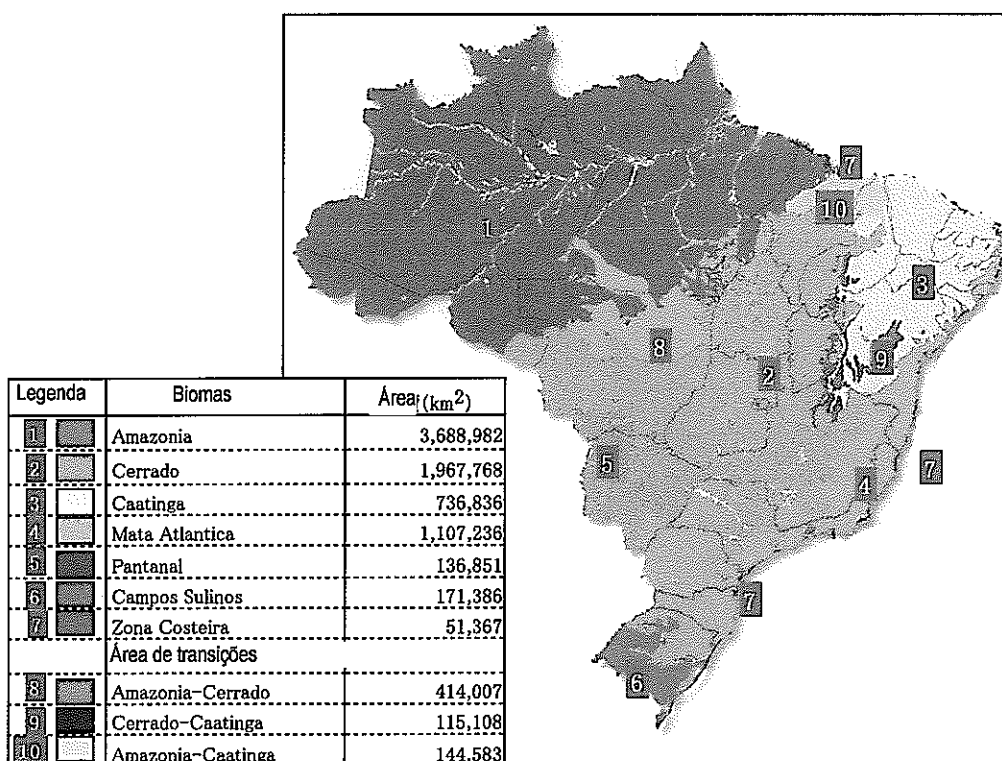 Legenda Biomas Área (km²)
1 Amazonia 3,688,982
2 Cerrado 1,967,768
3 Caatinga 736,836
4 Mata Atlantica 1,107,236
5 Pantanal 136,851
6 Campos Sulinos 171,386
7 Zona Costeira 51,367
Área de transições
8 Amazonia-Cerrado 414,007
9 Cerrado-Caatinga 115,108
10 Amazonia-Caatinga 144,583
7
10
1
3
8
9
2
5
7
4
7
6